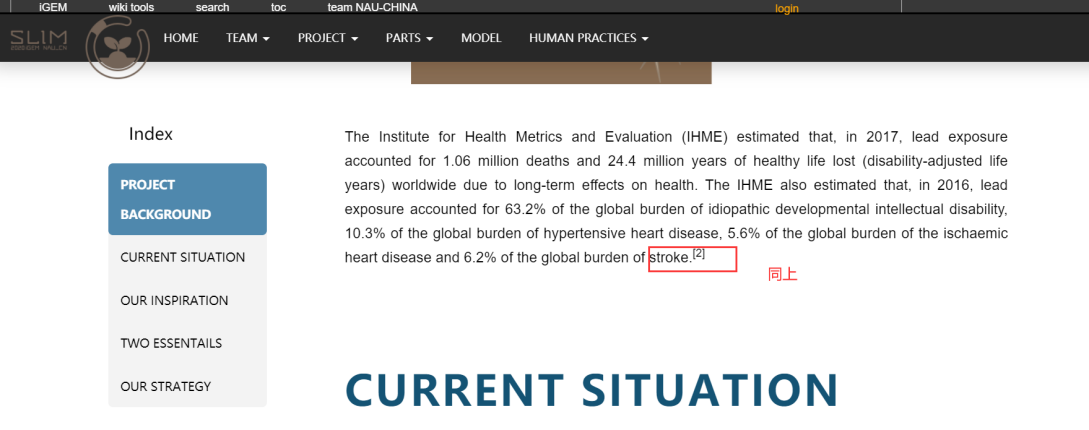 iGEM wiki tools search toc team NAU-CHINA login
SLIM HOME TEAM PROJECT PARTS MODEL HUMAN PRACTICES
Index
PROJECT
BACKGROUND
CURRENT SITUATION
OUR INSPIRATION
TWO ESSENTAILS
OUR STRATEGY
The Institute for Health Metrics and Evaluation (IHME) estimated that, in 2017, lead exposure
accounted for 1.06 million deaths and 24.4 million years of healthy life lost (disability-adjusted life
years) worldwide due to long-term effects on health. The IHME also estimated that, in 2016, lead
exposure accounted for 63.2% of the global burden of idiopathic developmental intellectual disability,
10.3% of the global burden of hypertensive heart disease, 5.6% of the global burden of the ischaemic
heart disease and 6.2% of the global burden of stroke.[2]
同上
CURRENT SITUATION